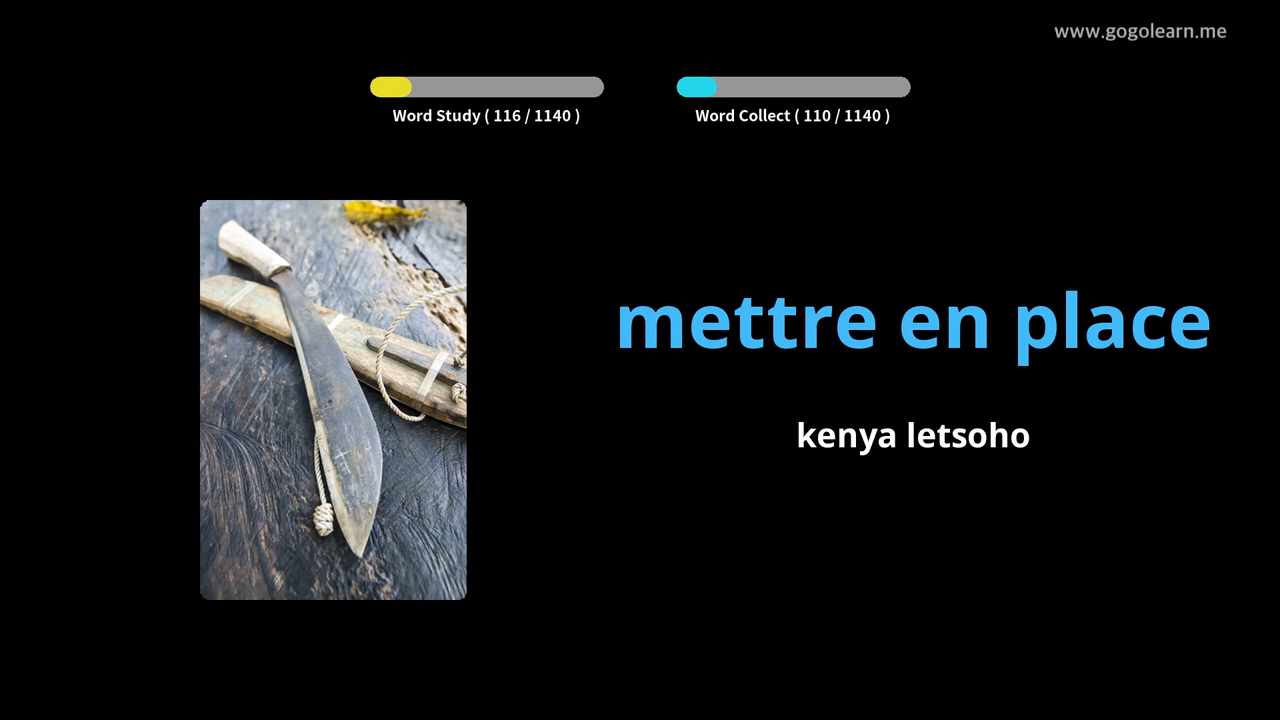 www.gogolearn.me
Word Study ( 116 / 1140 )
Word Collect ( 110 / 1140 )
mettre en place
kenya letsoho